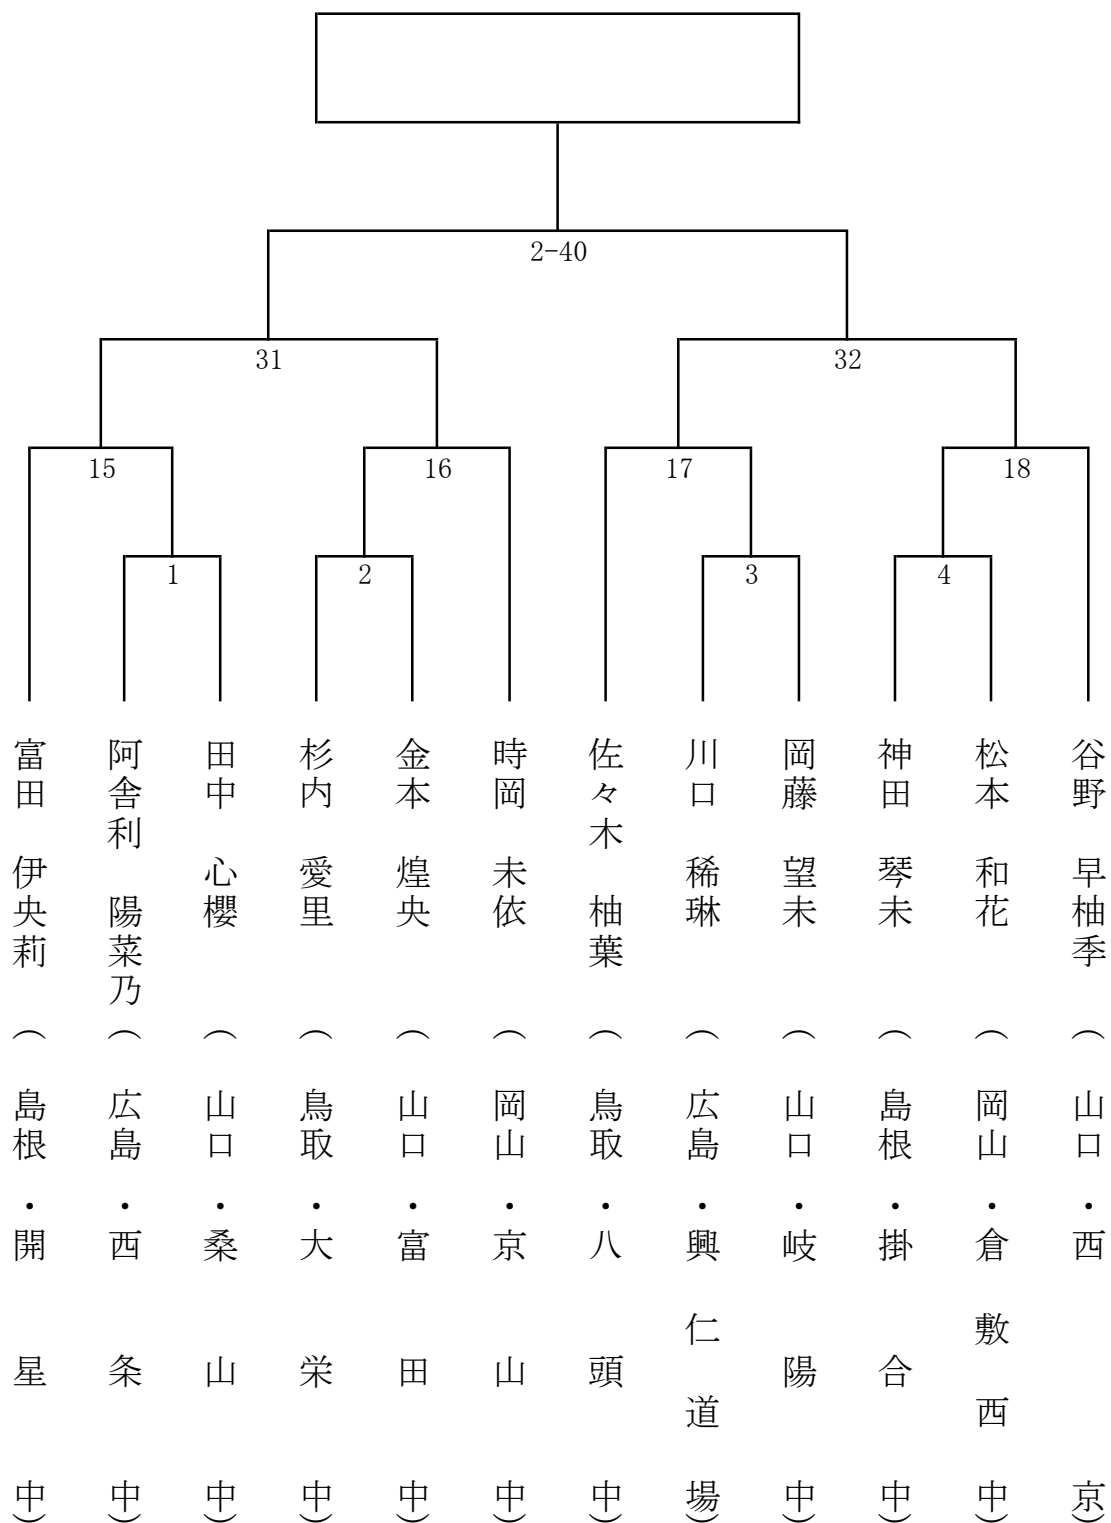 2-40
31
32
15
16
17
18
1
2
3
4
富田 伊央莉 （ 島根 ・ 開星中）
阿舎利 陽菜乃 （ 広島 ・ 西条中）
田中 心櫻 （ 山口 ・ 桑山中）
杉内 愛里 （ 鳥取 ・ 大栄中）
金本 煌央 （ 山口 ・ 富田中）
時岡 未依 （ 岡山 ・ 京山中）
佐々木 柚葉 （ 鳥取 ・ 八頭中）
川口 稀琳 （ 広島 ・ 興仁道場）
岡藤 望未 （ 山口 ・ 岐陽中）
神田 琴未 （ 島根 ・ 掛合中）
松本 和花 （ 岡山 ・ 倉敷西中）
谷野 早柚季 （ 山口 ・ 西京）